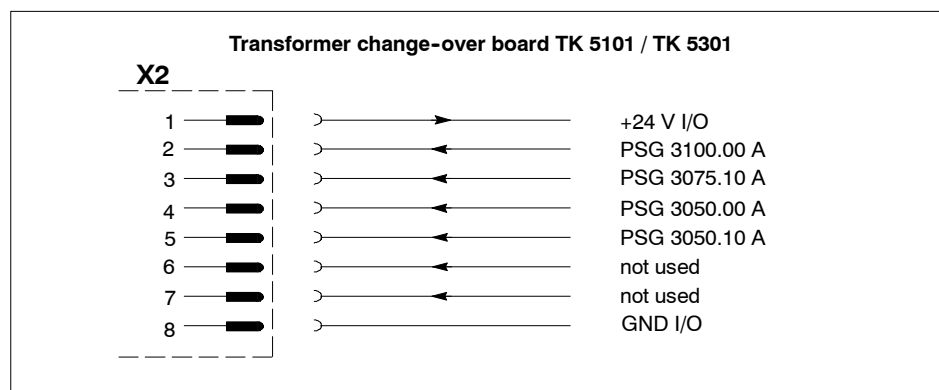 Transformer change-over board TK 5101 / TK 5301
X2
1 +24 V I/O
2 PSG 3100.00 A
3 PSG 3075.10 A
4 PSG 3050.00 A
5 PSG 3050.10 A
6 not used
7 not used
8 GND I/O